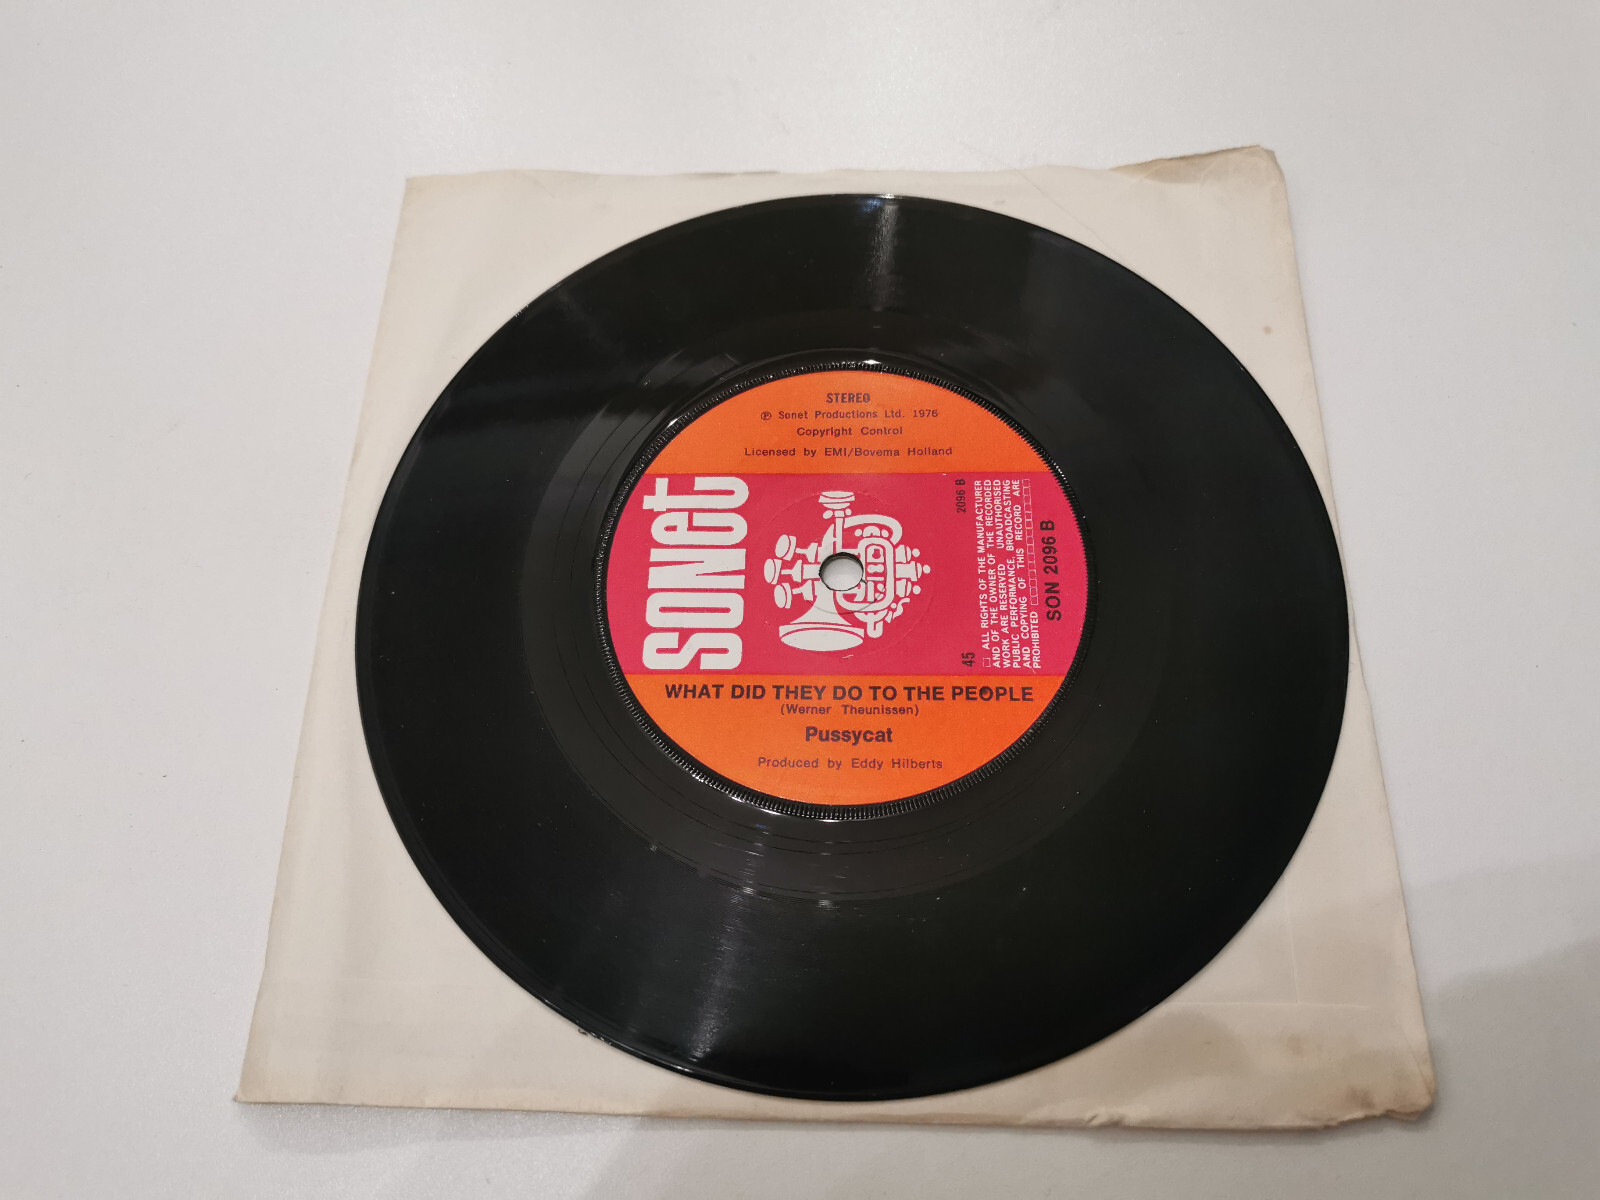 STEREO
℗ Sonet Productions Ltd. 1976
Copyright Control
Licensed by EMI/Bovema Holland
sonet
2096 B
45
ALL RIGHTS OF THE MANUFACTURER
AND OF THE OWNER OF THE RECORDED
WORK ARE RESERVED UNAUTHORISED
PUBLIC PERFORMANCE, BROADCASTING
AND COPYING OF THIS RECORD ARE
PROHIBITED
SON 2096 B
WHAT DID THEY DO TO THE PEOPLE
(Werner Theunissen)
Pussycat
Produced by Eddy Hilberts